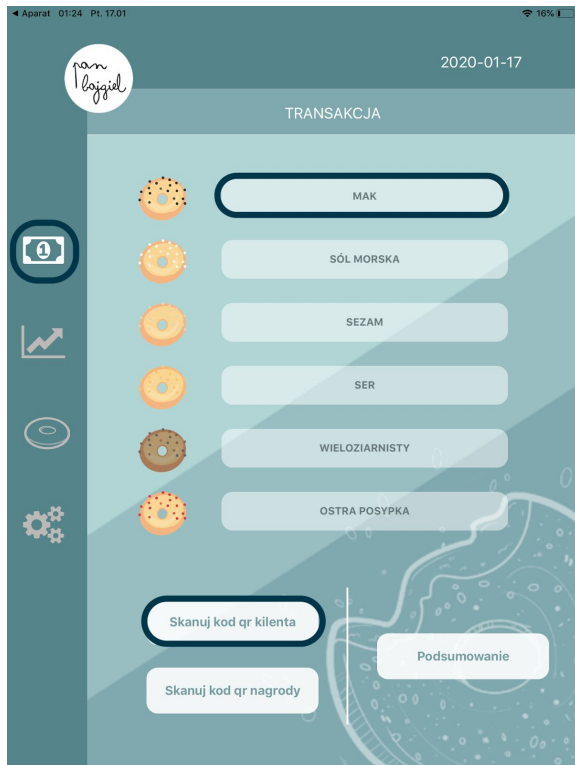 ◀ Aparat 01:24 Pt. 17.01 16%
pan
bajgiel
2020-01-17
TRANSAKCJA
MAK
1
SÓL MORSKA
SEZAM
SER
WIELOZIARNISTY
OSTRA POSYPKA
Skanuj kod qr kilenta
Podsumowanie
Skanuj kod qr nagrody